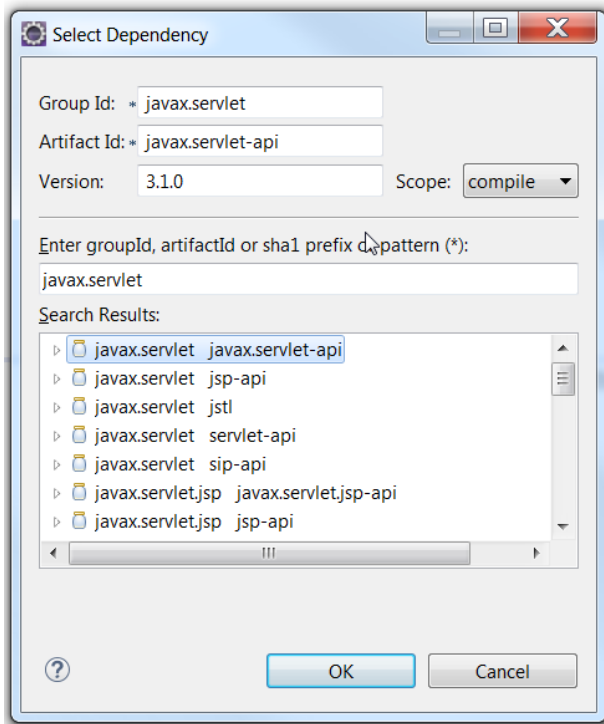 Select Dependency
Group Id: * javax.servlet
Artifact Id: * javax.servlet-api
Version: 3.1.0 Scope: compile
Enter groupId, artifactId or sha1 prefix or pattern (*):
javax.servlet
Search Results:
javax.servlet javax.servlet-api
javax.servlet jsp-api
javax.servlet jstl
javax.servlet servlet-api
javax.servlet sip-api
javax.servlet.jsp javax.servlet.jsp-api
javax.servlet.jsp jsp-api
? OK Cancel